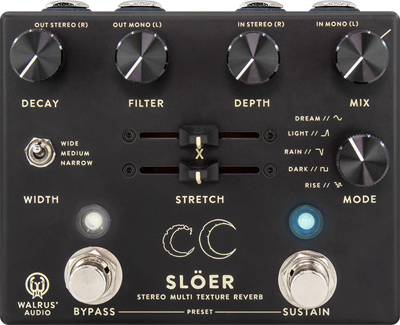 OUT STEREO (R) OUT MONO (L) IN STEREO (R) IN MONO (L)
DECAY FILTER DEPTH MIX
WIDE
MEDIUM
NARROW
X
DREAM //
LIGHT //
RAIN //
DARK //
RISE //
WIDTH STRETCH MODE
SLÖER
STEREO MULTI TEXTURE REVERB
WALRUS
AUDIO
BYPASS PRESET SUSTAIN